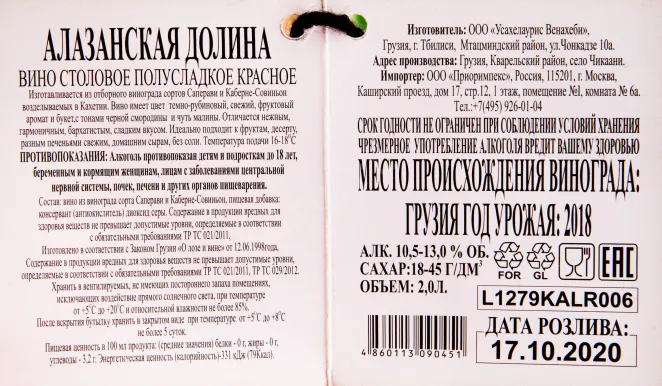 АЛАЗАНСКАЯ ДОЛИНА
ВИНО СТОЛОВОЕ ПОЛУСЛАДКОЕ КРАСНОЕ
Изготавливается из отборного винограда сортов Саперави и Каберне-Совиньон
возделываемых в Кахетии. Вино имеет цвет темно-рубиновый, свежий, фруктовый
аромат и букет,с тонами черной смородины и чуть малины. Отличается нежным,
гармоничным, бархатистым, сладким вкусом. Идеально подходит к фруктам, десерту,
разным печеньям свежим, домашним сырам, без соли. Температура подачи 16-18°С
ПРОТИВОПОКАЗАНИЯ: Алкоголь противопоказан детям и подросткам до 18 лет,
беременным и кормящим женщинам, лицам с заболеваниями центральной
нервной системы, почек, печени и других органов пищеварения.
Состав: вино из винограда сорта Саперави и Каберне-Совиньон, пищевая добавка:
консервант (антиокислитель) диоксид серы. Содержание в продукции вредных для
здоровья веществ не превышает допустимые уровни, определяемые в соответствии
с обязательными требованиями ТР ТС 021/2011,
Изготовлено в соответствии с Законом Грузии «О лозе и вине» от 12.06.1998года,
Содержание в продукции вредных для здоровья веществ не превышает допустимые уровни,
определяемые в соответствии с обязательными требованиями ТР ТС 021/2011, ТР ТС 029/2012.
Хранить в вентилируемых, не имеющих постороннего запаха помещениях,
исключающих воздействие прямого солнечного света, при температуре
от +5°С до +20°С и относительной влажности не более 85%.
После вскрытия бутылку хранить в закрытом виде при температуре от +5°С до +8°С
не более 5 суток.
Пищевая ценность в 100 мл продукта: (средние значения) белки - 0 г, жиры - 0 г,
углеводы - 3,2 г. Энергетическая ценность (калорийность)-331 кДж (79Ккал).
Изготовитель: ООО «Усахелаурис Венахеби»,
Грузия, г. Тбилиси, Мтацминдский район, ул.Чонкадзе 10а.
Адрес производства: Грузия, Кварельский район, село Чикаани.
Импортер: ООО «Приоримпекс», Россия, 115201, г. Москва,
Каширский проезд, дом 17, стр.12, 1 этаж, помещение №I, комната № 6а.
Тел.:+7(495) 926-01-04
СРОК ГОДНОСТИ НЕ ОГРАНИЧЕН ПРИ СОБЛЮДЕНИИ УСЛОВИЙ ХРАНЕНИЯ
ЧРЕЗМЕРНОЕ УПОТРЕБЛЕНИЕ АЛКОГОЛЯ ВРЕДИТ ВАШЕМУ ЗДОРОВЬЮ
МЕСТО ПРОИСХОЖДЕНИЯ ВИНОГРАДА:
ГРУЗИЯ ГОД УРОЖАЯ: 2018
АЛК. 10,5-13,0 % ОБ.
САХАР:18-45 Г/ДМ³
ОБЪЕМ: 2,0Л.
FOR GL EAC
L1279KALR006
ДАТА РОЗЛИВА:
17.10.2020
4 860113 090451